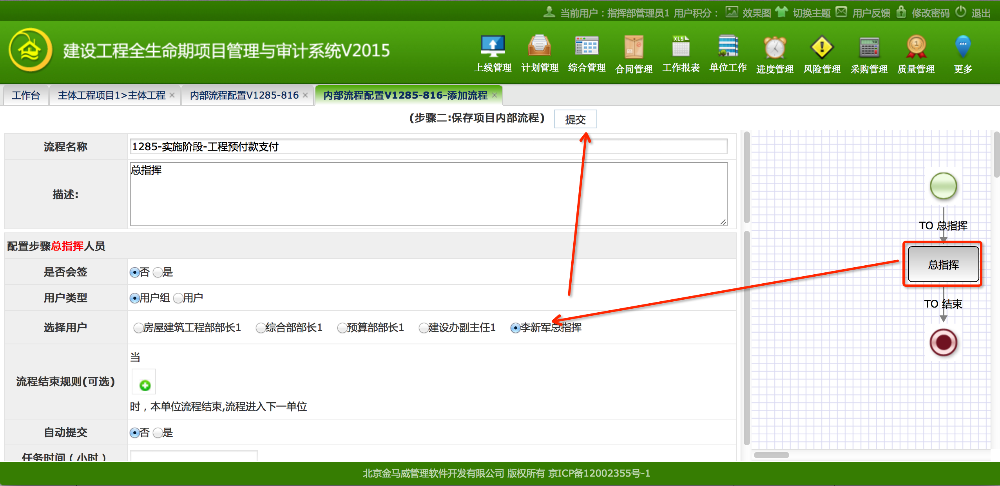 当前用户：指挥部管理员1 用户积分： 效果图 切换主题 用户反馈 修改密码 退出
建设工程全生命期项目管理与审计系统V2015
XLS
上线管理 计划管理 综合管理 合同管理 工作报表 单位工作 进度管理 风险管理 采购管理 质量管理 更多
工作台 主体工程项目1>主体工程 内部流程配置V1285-816 内部流程配置V1285-816-添加流程
(步骤二:保存项目内部流程) 提交
流程名称 1285-实施阶段-工程预付款支付
描述: 总指挥
配置步骤总指挥人员
是否会签 否 是
用户类型 用户组 用户
选择用户 房屋建筑工程部部长1 综合部部长1 预算部部长1 建设办副主任1 李新军总指挥
流程结束规则(可选) 当
时，本单位流程结束,流程进入下一单位
自动提交 否 是
任务时间（小时）
TO 总指挥
总指挥
TO 结束
北京金马威管理软件开发有限公司 版权所有 京ICP备12002355号-1